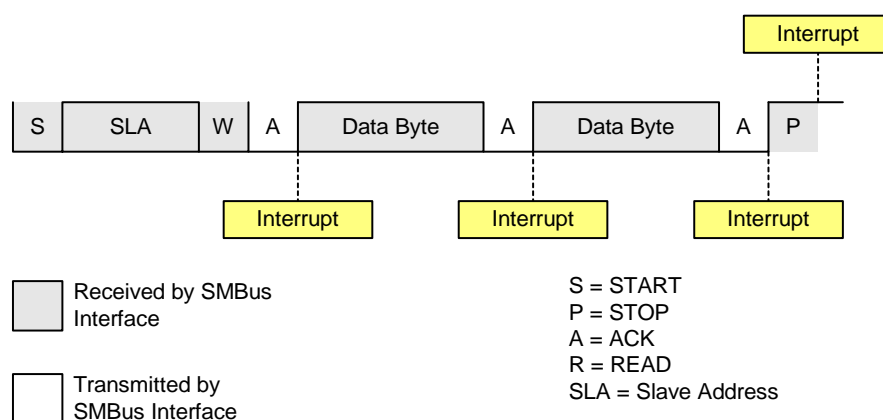 Interrupt
S SLA W A Data Byte A Data Byte A P
Interrupt Interrupt Interrupt
Received by SMBus
Interface
Transmitted by
SMBus Interface
S = START
P = STOP
A = ACK
R = READ
SLA = Slave Address